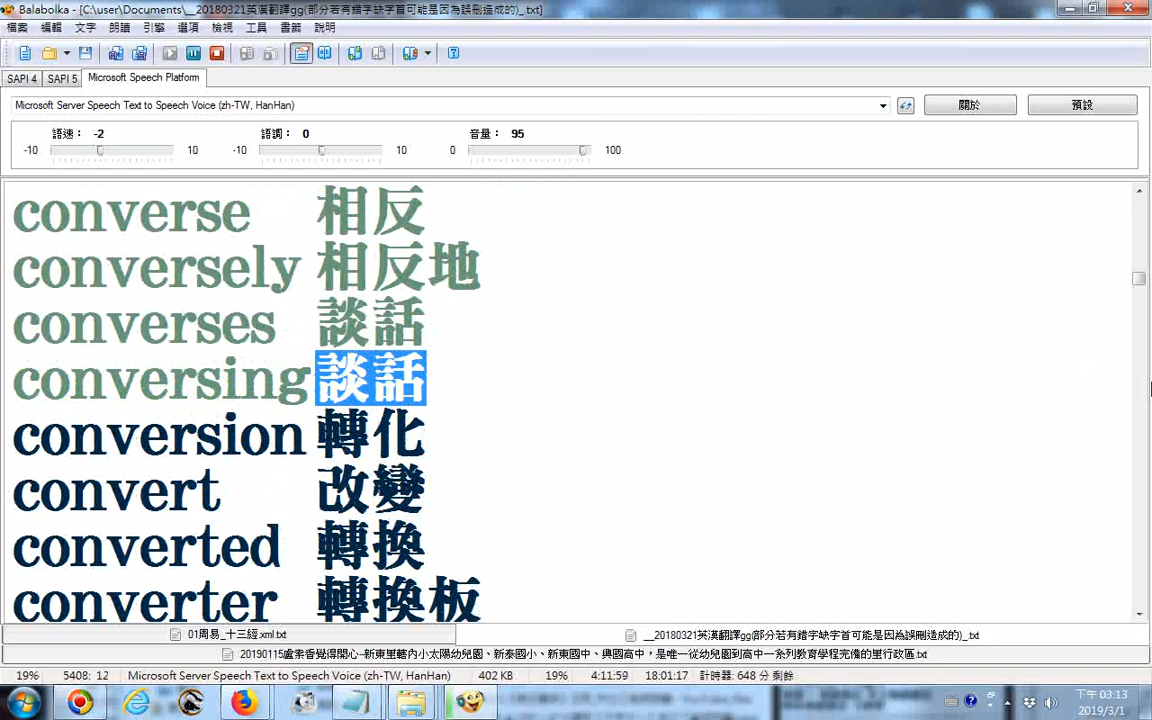 Balabolka - [C:\user\Documents\__20180321英漢翻譯gg(部分若有錯字缺字首可能是因為誤刪造成的)_.txt]
檔案 編輯 文字 朗讀 引擎 選項 檢視 工具 書籤 說明
SAPI 4 SAPI 5 Microsoft Speech Platform
Microsoft Server Speech Text to Speech Voice (zh-TW, HanHan) 關於 預設
語速： -2 語調： 0 音量： 95
-10 10 -10 10 0 100
converse 相反
conversely 相反地
converses 談話
conversing 談話
conversion 轉化
convert 改變
converted 轉換
converter 轉換板
01周易_十三經.xml.txt __20180321英漢翻譯gg(部分若有錯字缺字首可能是因為誤刪造成的)_.txt
20190115盧素香覺得開心--新東里轄內小太陽幼兒園、新泰國小、新東國中、興國高中，是唯一從幼兒園到高中一系列教育學程完備的里行政區.txt
19% 5408: 12 Microsoft Server Speech Text to Speech Voice (zh-TW, HanHan) 402 KB 19% 4:11:59 18:01:17 計時器: 648 分 剩餘
下午 03:13
2019/3/1